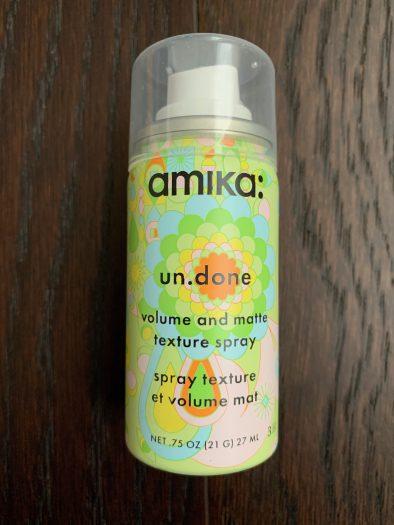 amika:
un.done
volume and matte
texture spray
spray texture
et volume mat
NET .75 OZ (21 G) 27 ML